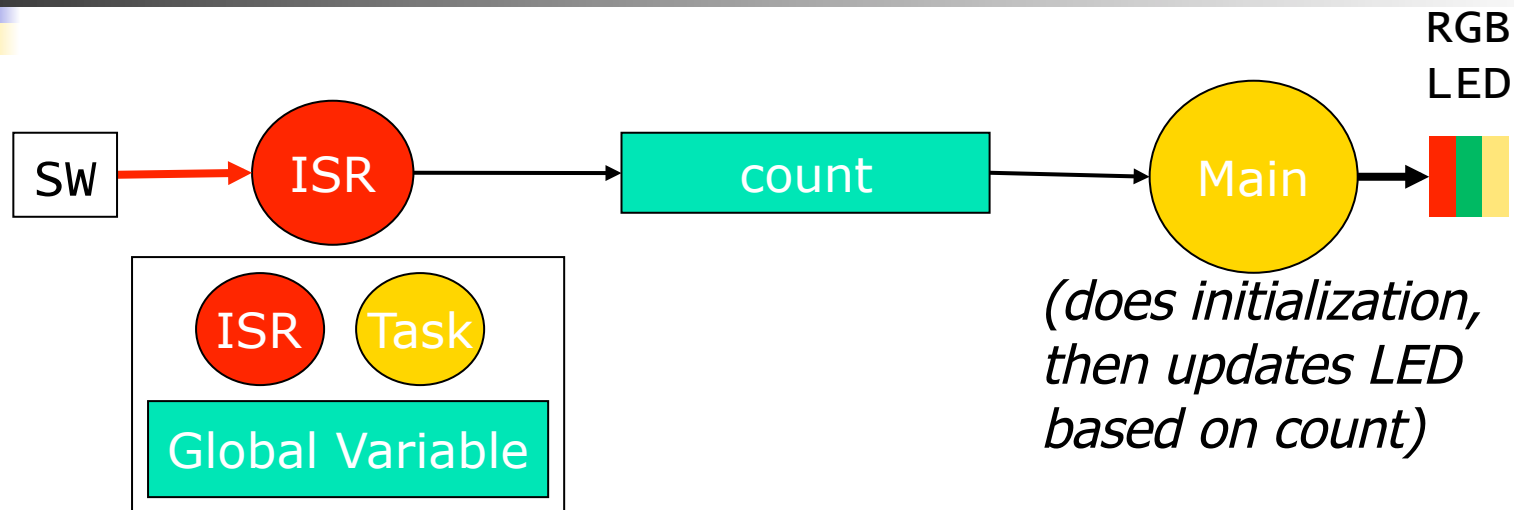 RGB
LED
SW
ISR
count
Main
ISR
Task
Global Variable
(does initialization,
then updates LED
based on count)